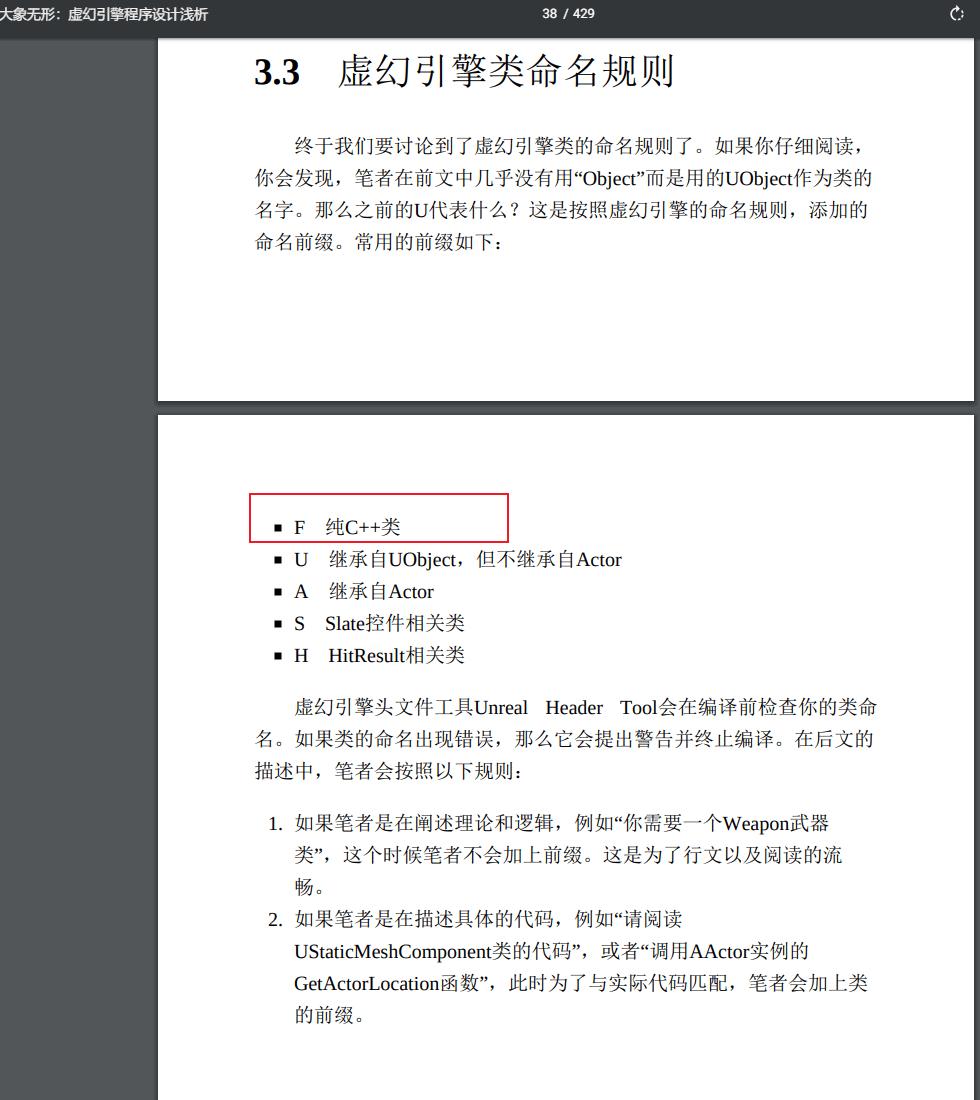 大象无形：虚幻引擎程序设计浅析
38 / 429
3.3 虚幻引擎类命名规则
终于我们要讨论到了虚幻引擎类的命名规则了。如果你仔细阅读，
你会发现，笔者在前文中几乎没有用“Object”而是用的UObject作为类的
名字。那么之前的U代表什么？这是按照虚幻引擎的命名规则，添加的
命名前缀。常用的前缀如下：
■ F 纯C++类
■ U 继承自UObject，但不继承自Actor
■ A 继承自Actor
■ S Slate控件相关类
■ H HitResult相关类
虚幻引擎头文件工具Unreal Header Tool会在编译前检查你的类命
名。如果类的命名出现错误，那么它会提出警告并终止编译。在后文的
描述中，笔者会按照以下规则：
1. 如果笔者是在阐述理论和逻辑，例如“你需要一个Weapon武器
类”，这个时候笔者不会加上前缀。这是为了行文以及阅读的流
畅。
2. 如果笔者是在描述具体的代码，例如“请阅读
UStaticMeshComponent类的代码”，或者“调用AActor实例的
GetActorLocation函数”，此时为了与实际代码匹配，笔者会加上类
的前缀。